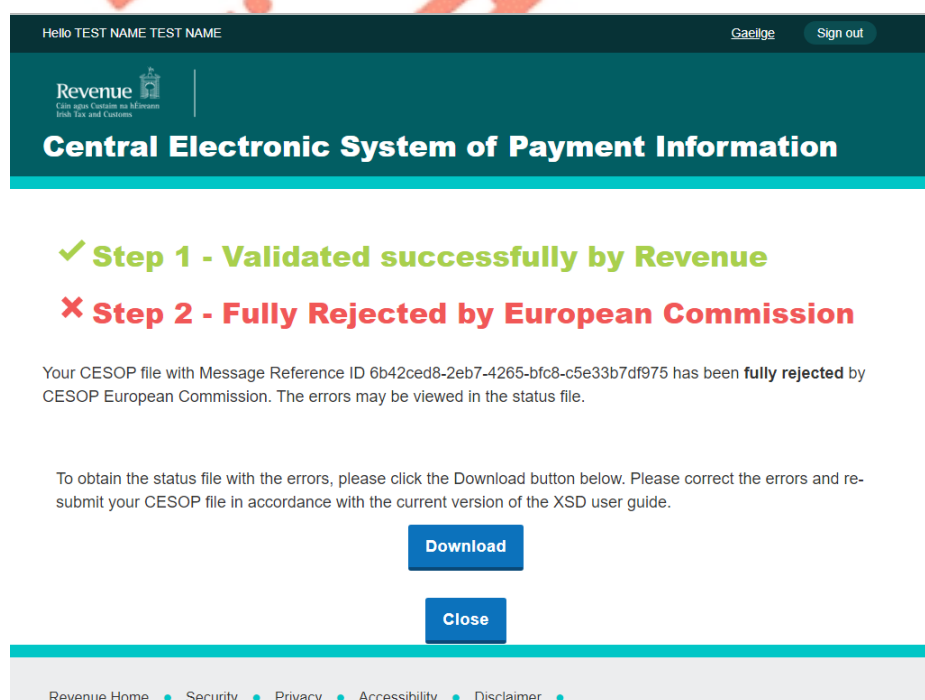 Hello TEST NAME TEST NAME
Gaeilge
Sign out
Revenue
Cáin agus Custaim na hÉireann
Irish Tax and Customs
Central Electronic System of Payment Information
Step 1 - Validated successfully by Revenue
Step 2 - Fully Rejected by European Commission
Your CESOP file with Message Reference ID 6b42ced8-2eb7-4265-bfc8-c5e33b7df975 has been fully rejected by
CESOP European Commission. The errors may be viewed in the status file.
To obtain the status file with the errors, please click the Download button below. Please correct the errors and re-
submit your CESOP file in accordance with the current version of the XSD user guide.
Download
Close
Revenue Home • Security • Privacy • Accessibility • Disclaimer •